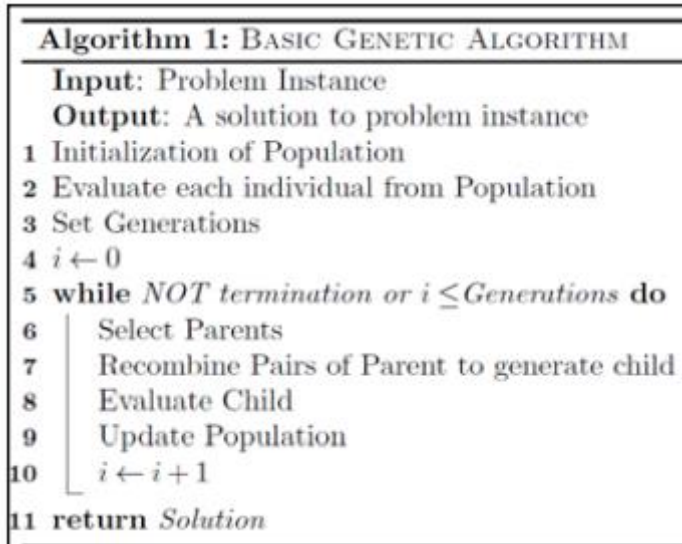 Algorithm 1: BASIC GENETIC ALGORITHM
Input: Problem Instance
Output: A solution to problem instance
1 Initialization of Population
2 Evaluate each individual from Population
3 Set Generations
4 i ← 0
5 while NOT termination or i ≤ Generations do
6 Select Parents
7 Recombine Pairs of Parent to generate child
8 Evaluate Child
9 Update Population
10 i ← i + 1
11 return Solution